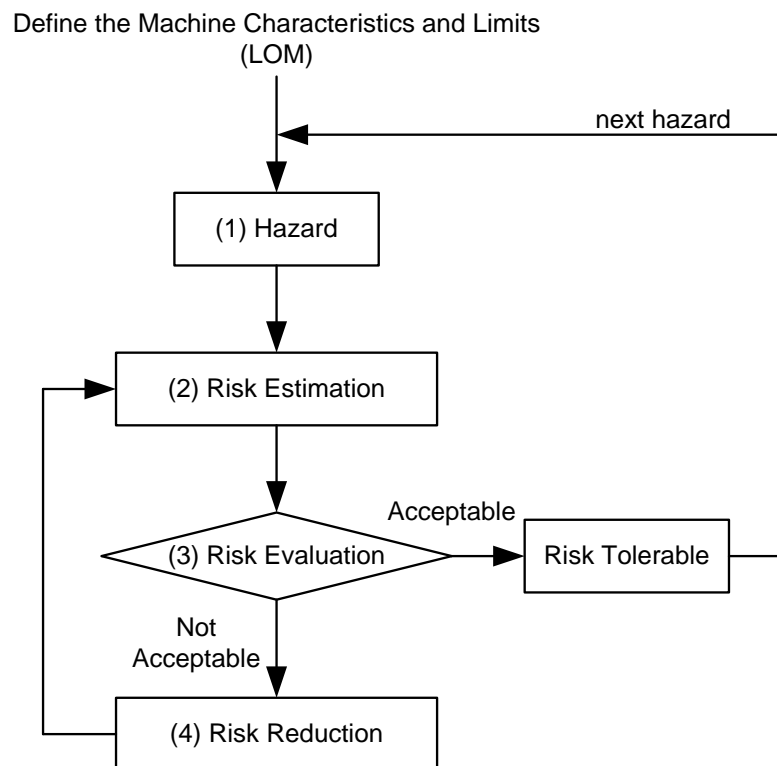 Define the Machine Characteristics and Limits
(LOM)
next hazard
(1) Hazard
(2) Risk Estimation
Acceptable
(3) Risk Evaluation
Risk Tolerable
Not
Acceptable
(4) Risk Reduction